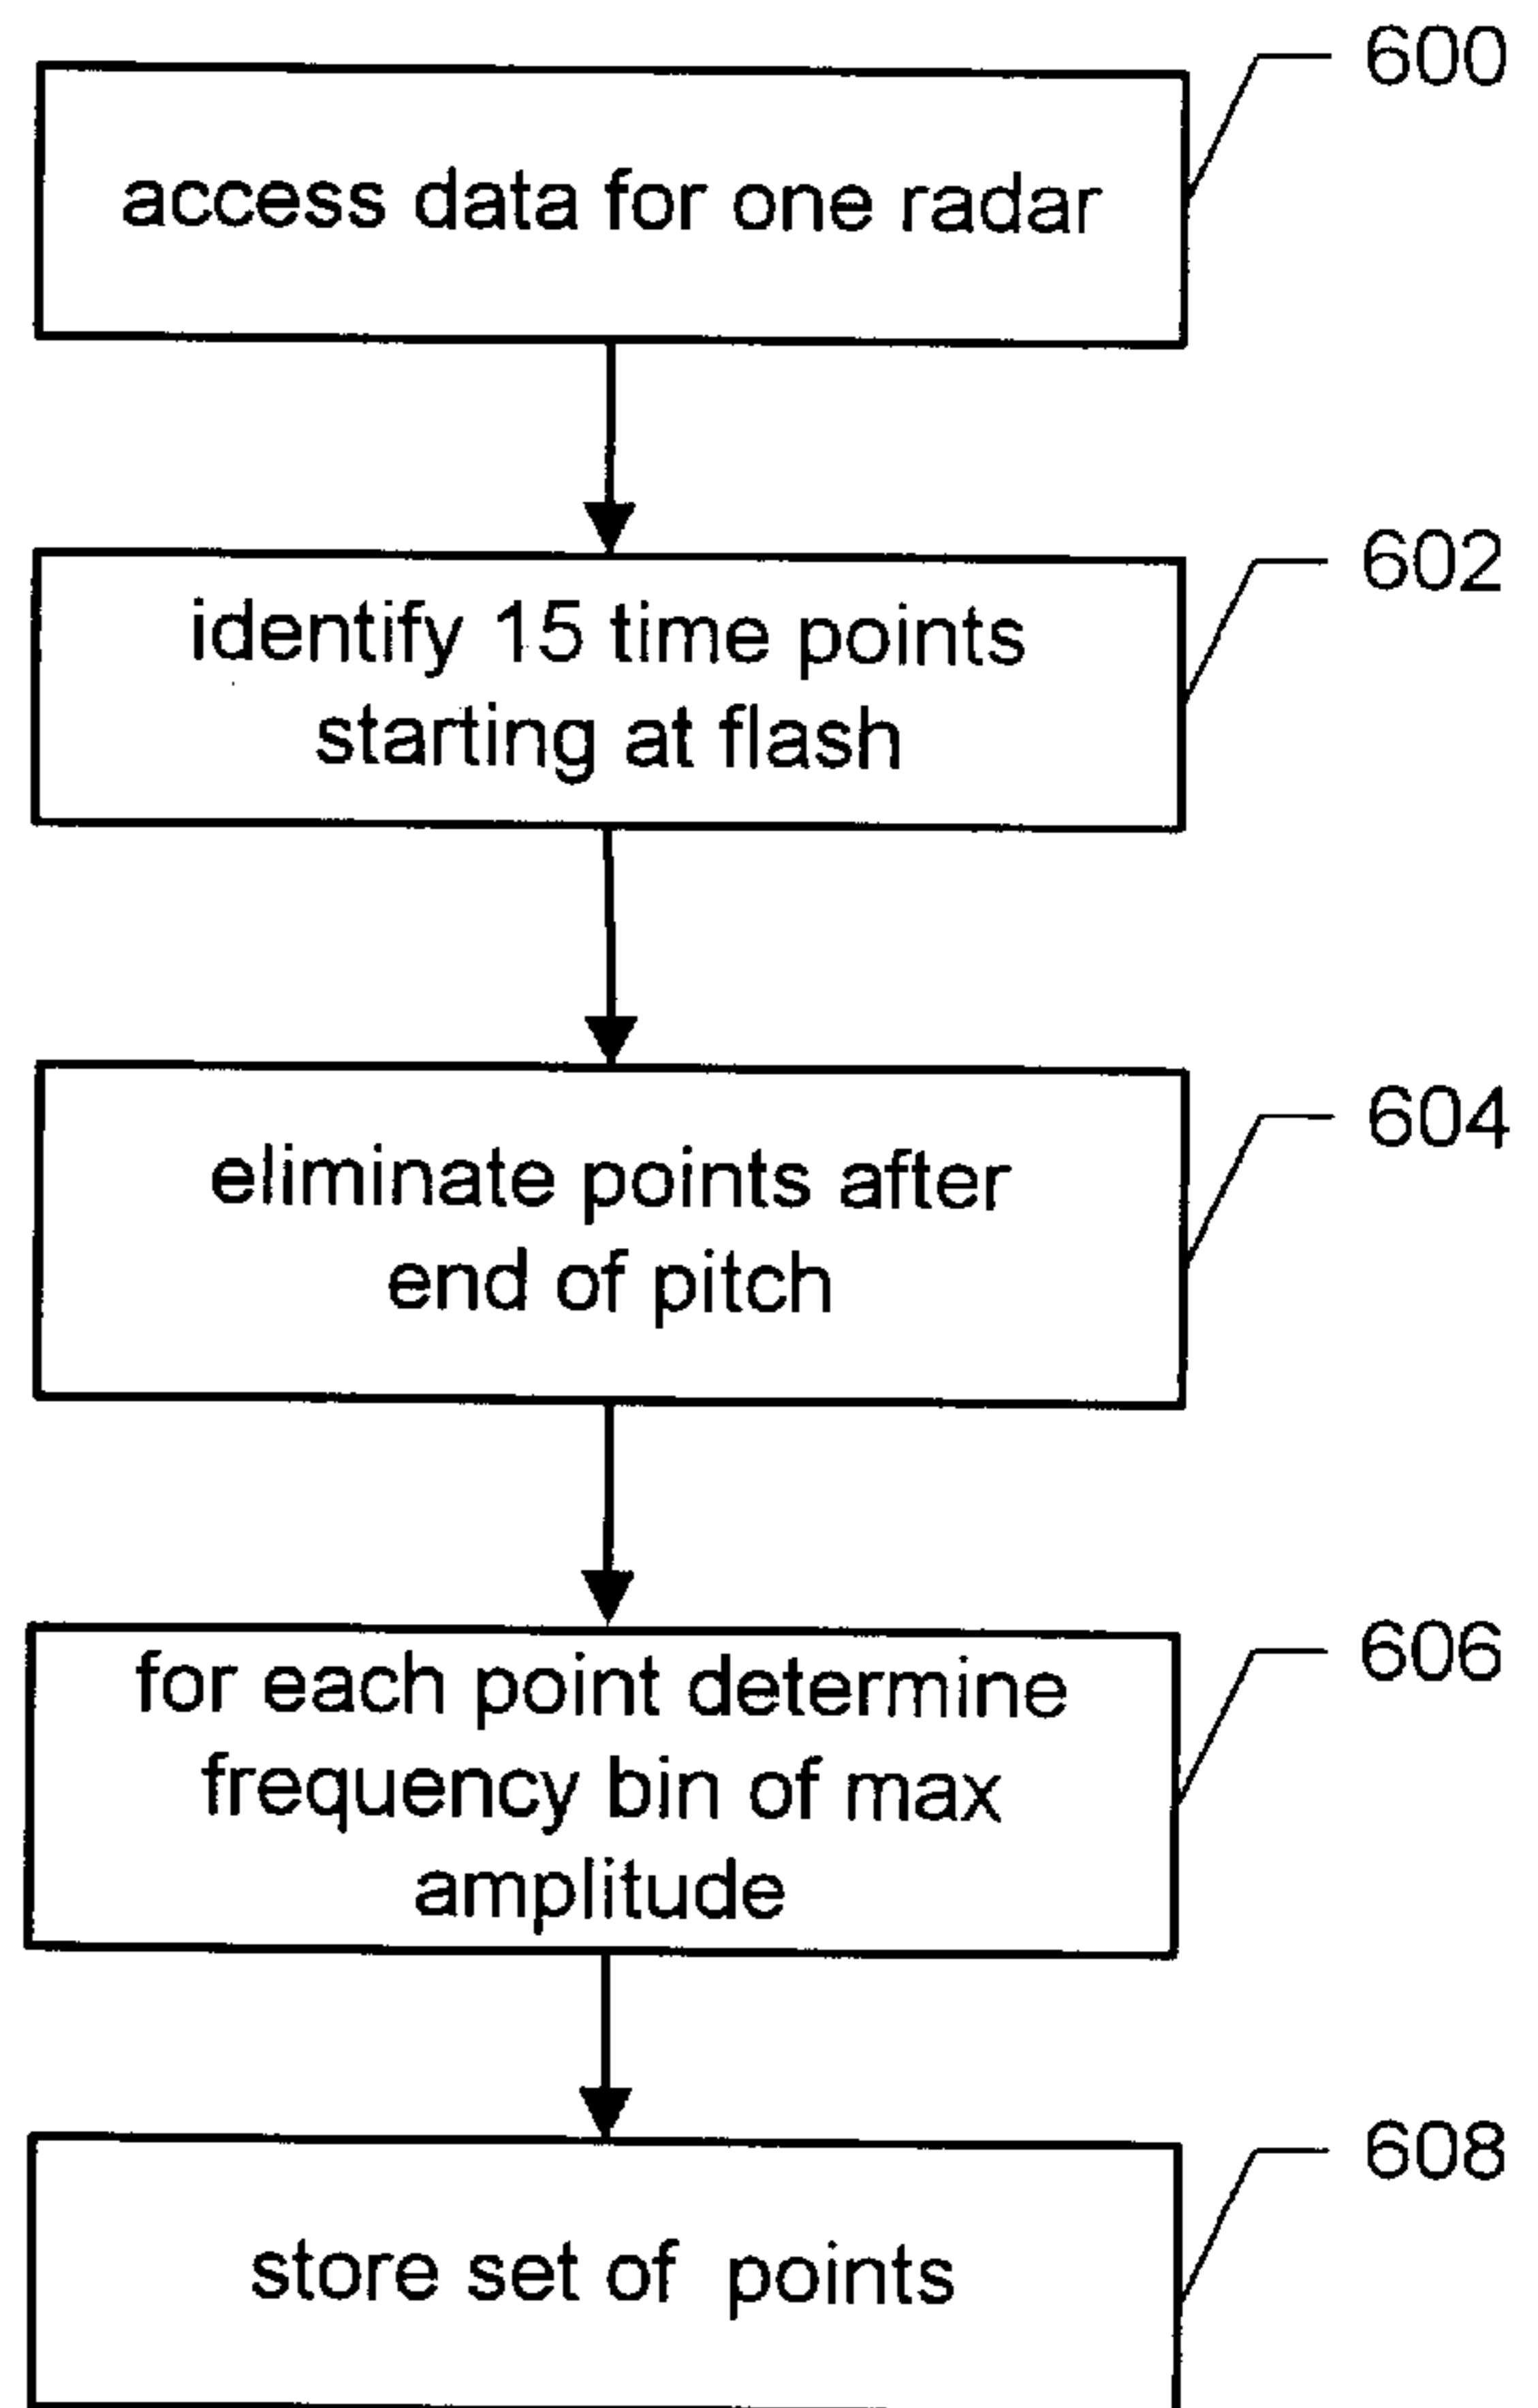 600
access data for one radar
602
identify 15 time points
starting at flash
604
eliminate points after
end of pitch
606
for each point determine
frequency bin of max
amplitude
608
store set of points